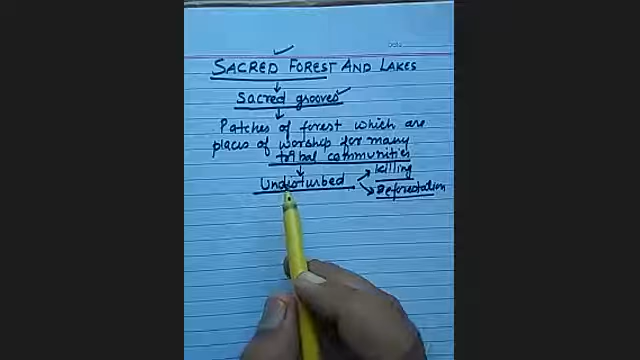 Date
SACRED FOREST AND LAKES
Sacred grooves
Patches of forest which are
places of worship for many
tribal communities
Undisturbed
killing
Deforestation